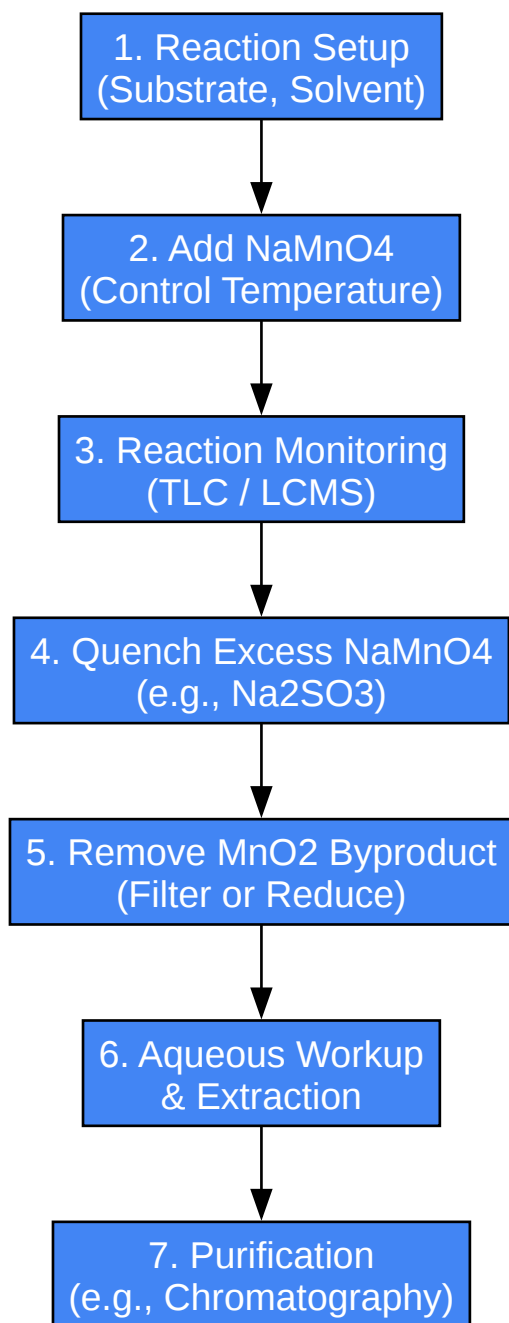 1. Reaction Setup
(Substrate, Solvent)
2. Add NaMnO4
(Control Temperature)
3. Reaction Monitoring
(TLC / LCMS)
4. Quench Excess NaMnO4
(e.g., Na2SO3)
5. Remove MnO2 Byproduct
(Filter or Reduce)
6. Aqueous Workup
& Extraction
7. Purification
(e.g., Chromatography)